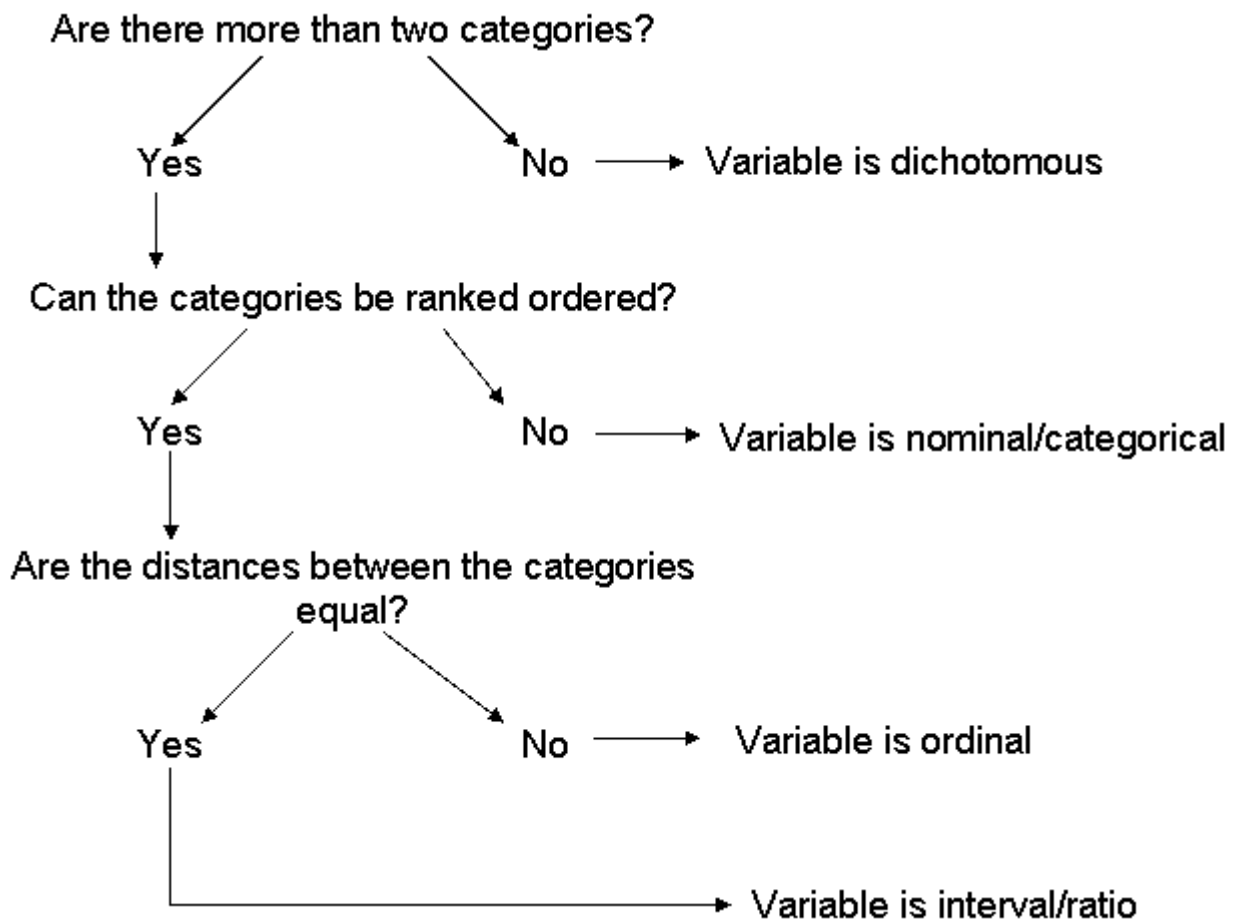 Are there more than two categories?
Yes
No
Variable is dichotomous
Can the categories be ranked ordered?
Yes
No
Variable is nominal/categorical
Are the distances between the categories
equal?
Yes
No
Variable is ordinal
Variable is interval/ratio